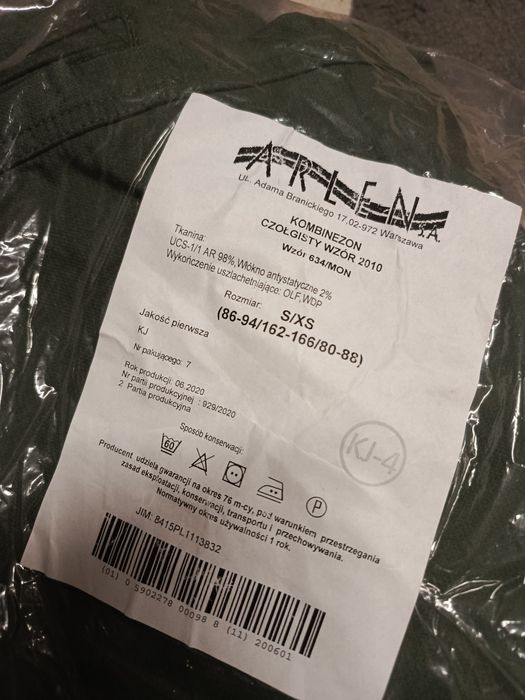 ARLEN S.A.
UL. Adama Branickiego 17,02-972 Warszawa
KOMBINEZON
CZOŁGISTY WZÓR 2010
Wzór 634/MON
Tkanina:
UCS-1/1 AR 98%,Włókno antystatyczne 2%
Wykończenie uszlachetniające: OLF,WDP
Rozmiar: S/XS
(86-94/162-166/80-88)
Jakość pierwsza
KJ
Nr pakującego: 7
Rok produkcji: 06.2020
Nr partii produkcyjnej : 929/2020
2 Partia produkcyjna
KJ-4
Sposób konserwacji:
60 P
Producent udziela gwarancji na okres 76 m-cy, pod warunkiem przestrzegania
zasad eksploatacji, konserwacji, transportu i przechowywania.
Normatywny okres używalności 1 rok.
JIM: 8415PL1113832
(01) 0 5902278 00098 8 (11) 200601